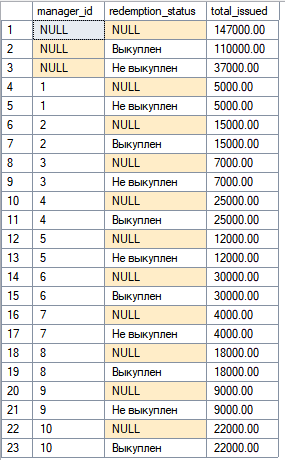 manager_id redemption_status total_issued
1 NULL NULL 147000.00
2 NULL Выкуплен 110000.00
3 NULL Не выкуплен 37000.00
4 1 NULL 5000.00
5 1 Не выкуплен 5000.00
6 2 NULL 15000.00
7 2 Выкуплен 15000.00
8 3 NULL 7000.00
9 3 Не выкуплен 7000.00
10 4 NULL 25000.00
11 4 Выкуплен 25000.00
12 5 NULL 12000.00
13 5 Не выкуплен 12000.00
14 6 NULL 30000.00
15 6 Выкуплен 30000.00
16 7 NULL 4000.00
17 7 Не выкуплен 4000.00
18 8 NULL 18000.00
19 8 Выкуплен 18000.00
20 9 NULL 9000.00
21 9 Не выкуплен 9000.00
22 10 NULL 22000.00
23 10 Выкуплен 22000.00